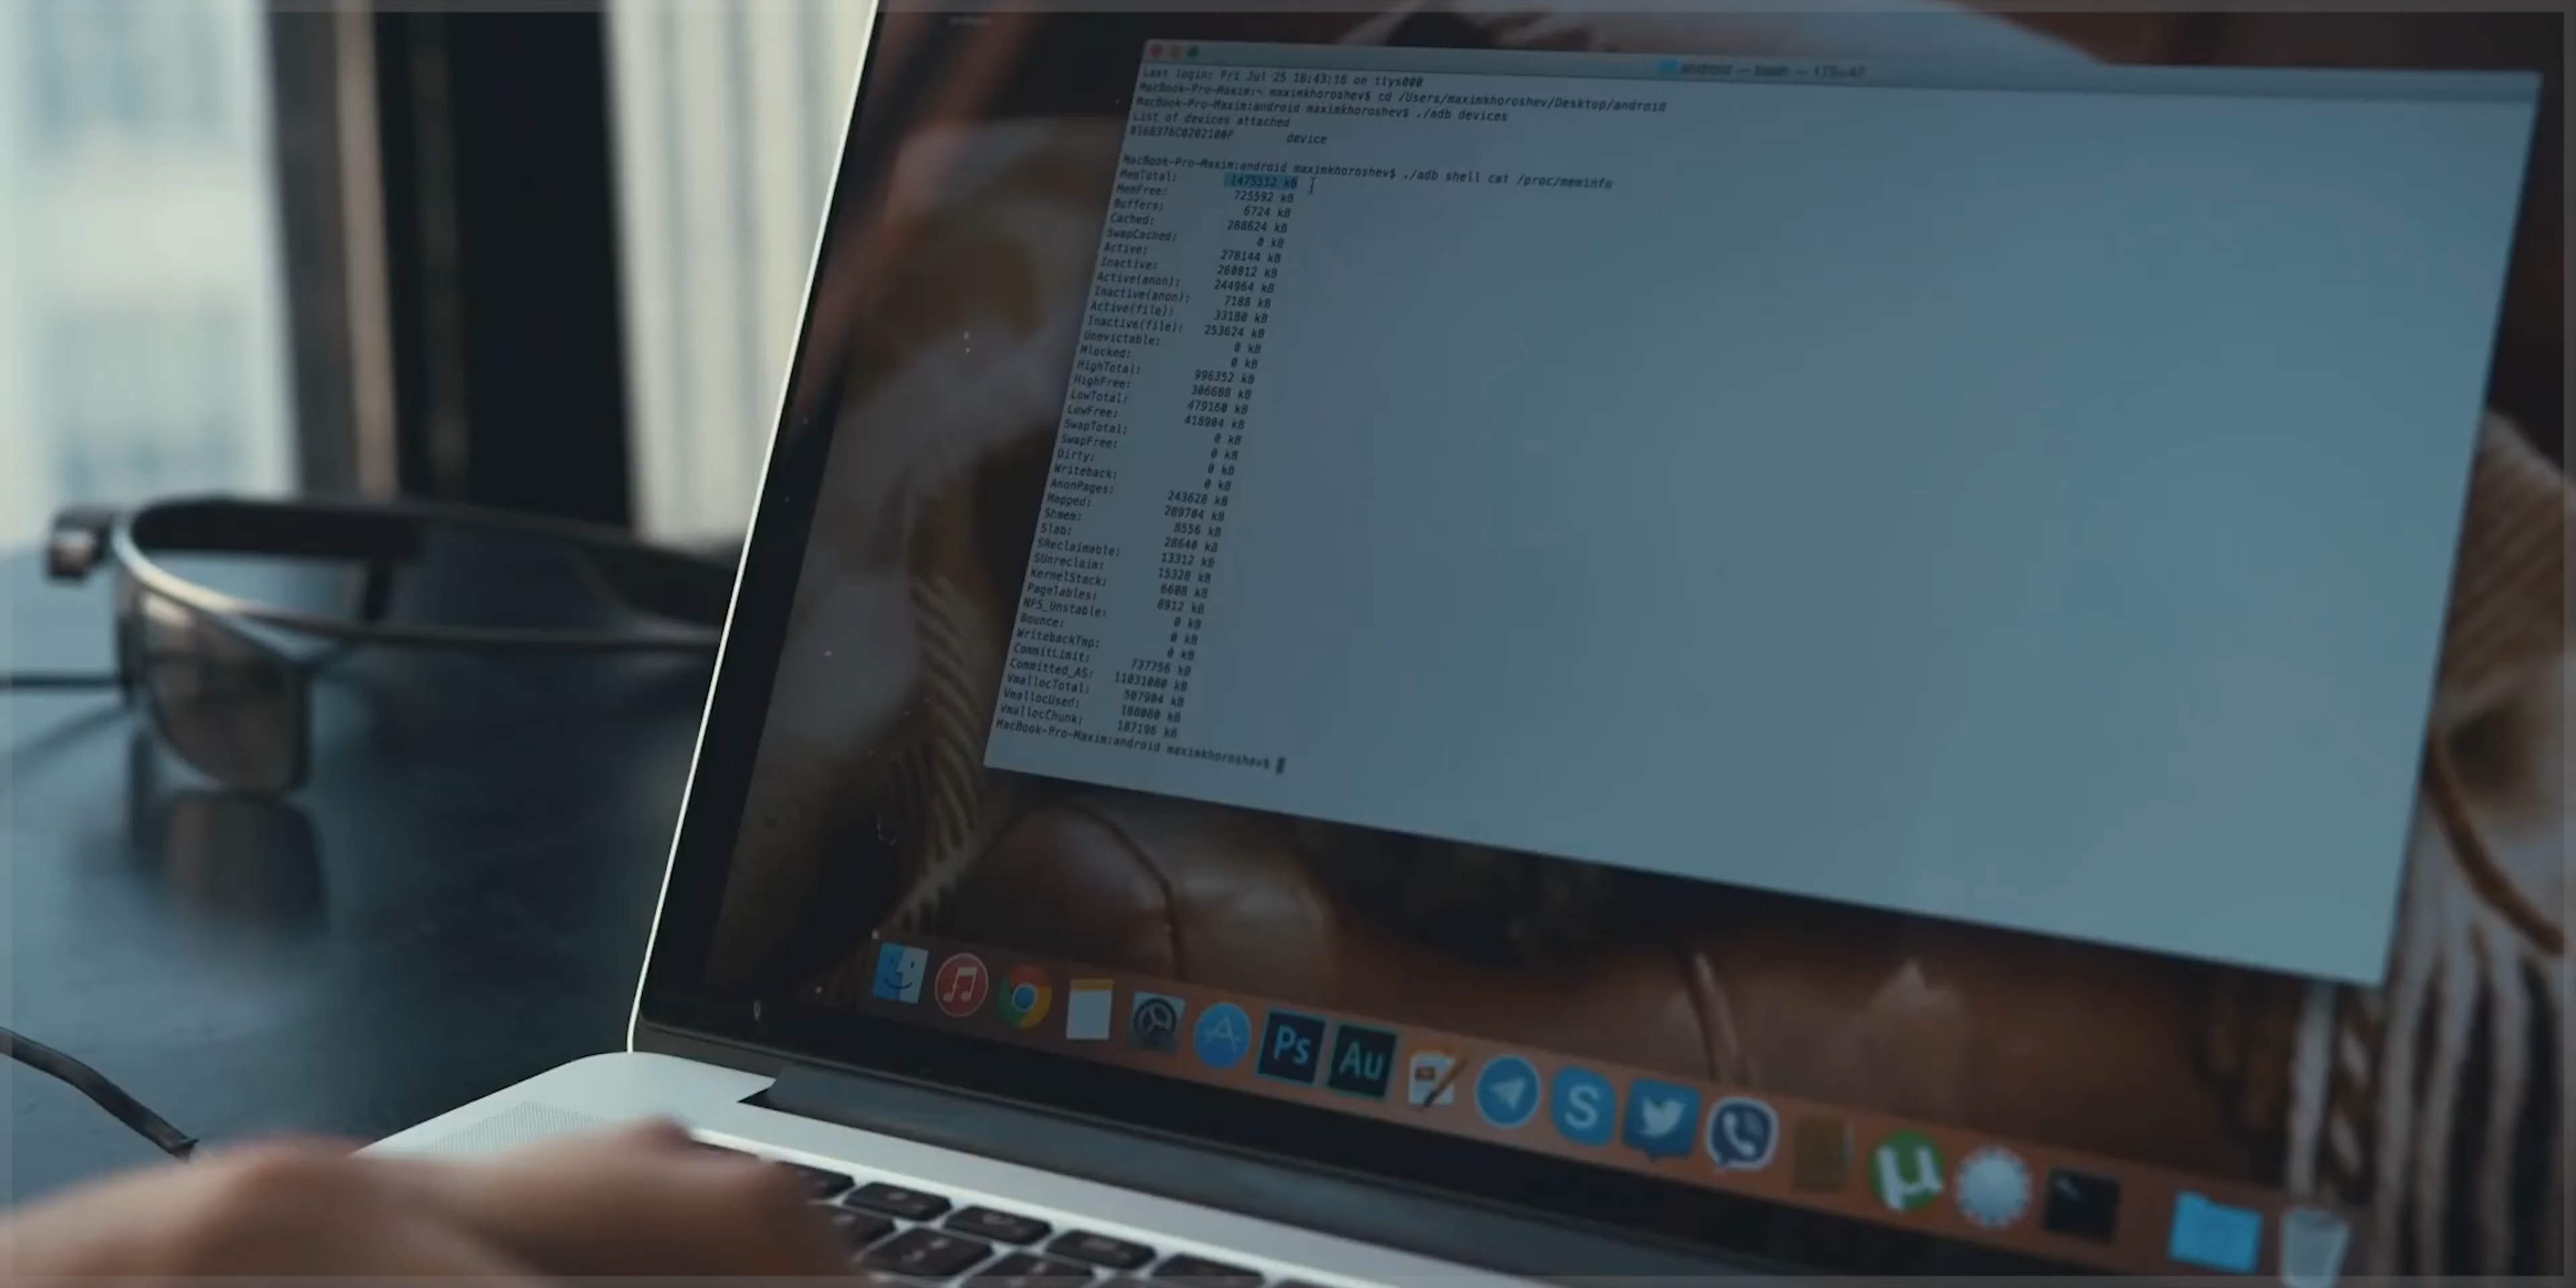 android — bash —
Last login: Fri Jul 25 16:43:16 on ttys000
MacBook-Pro-Maxim:~ maximkhoroshev$ cd /Users/maximkhoroshev/Desktop/android
MacBook-Pro-Maxim:android maximkhoroshev$ ./adb devices
List of devices attached
0168376C0202100F device
MacBook-Pro-Maxim:android maximkhoroshev$ ./adb shell cat /proc/meminfo
MemTotal: 1475512 kB
MemFree: 725592 kB
Buffers: 6724 kB
Cached: 288624 kB
SwapCached: 0 kB
Active: 278144 kB
Inactive: 260812 kB
Active(anon): 244964 kB
Inactive(anon): 7188 kB
Active(file): 33180 kB
Inactive(file): 253624 kB
Unevictable: 0 kB
Mlocked: 0 kB
HighTotal: 996352 kB
HighFree: 306688 kB
LowTotal: 479160 kB
LowFree: 418904 kB
SwapTotal: 0 kB
SwapFree: 0 kB
Dirty: 0 kB
Writeback: 0 kB
AnonPages: 243628 kB
Mapped: 289704 kB
Shmem: 8556 kB
Slab: 28640 kB
SReclaimable: 13312 kB
SUnreclaim: 15328 kB
KernelStack: 6608 kB
PageTables: 8912 kB
NFS_Unstable: 0 kB
Bounce: 0 kB
WritebackTmp: 0 kB
CommitLimit: 737756 kB
Committed_AS: 11031080 kB
VmallocTotal: 507904 kB
VmallocUsed: 188080 kB
VmallocChunk: 187196 kB
MacBook-Pro-Maxim:android maximkhoroshev$
Ps
Au
S
µ